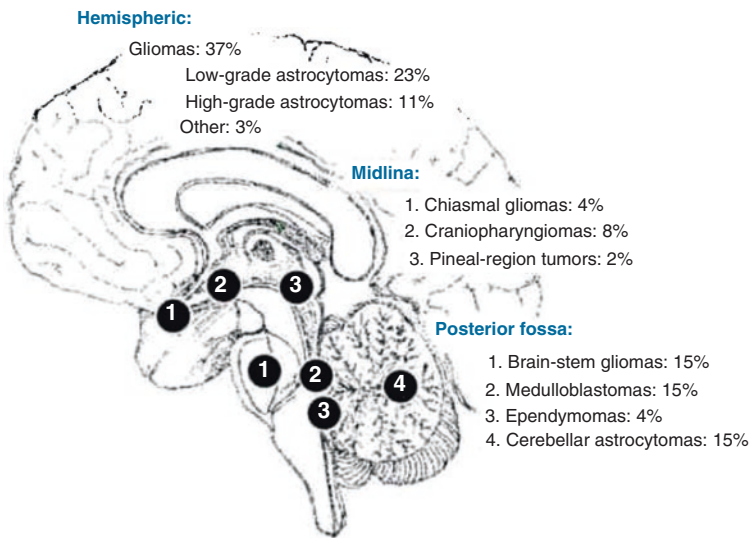 Hemispheric:
Gliomas: 37%
Low-grade astrocytomas: 23%
High-grade astrocytomas: 11%
Other: 3%
Midlina:
1. Chiasmal gliomas: 4%
2. Craniopharyngiomas: 8%
3. Pineal-region tumors: 2%
2
3
1
Posterior fossa:
1. Brain-stem gliomas: 15%
2. Medulloblastomas: 15%
3. Ependymomas: 4%
4. Cerebellar astrocytomas: 15%
1
2
4
3